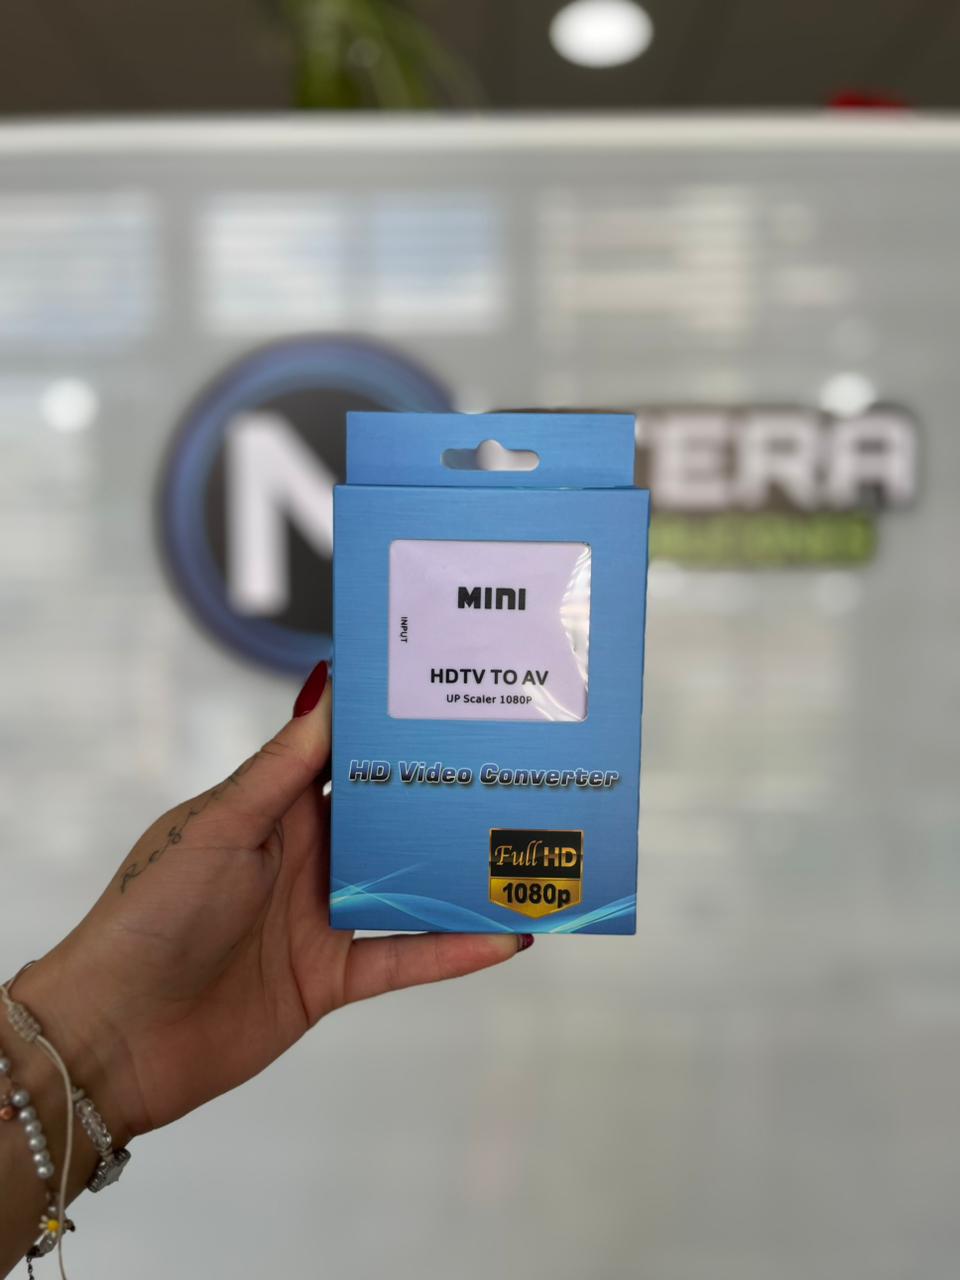 MINI
INPUT
HDTV TO AV
UP Scaler 1080P
HD Video Converter
Full HD
1080p